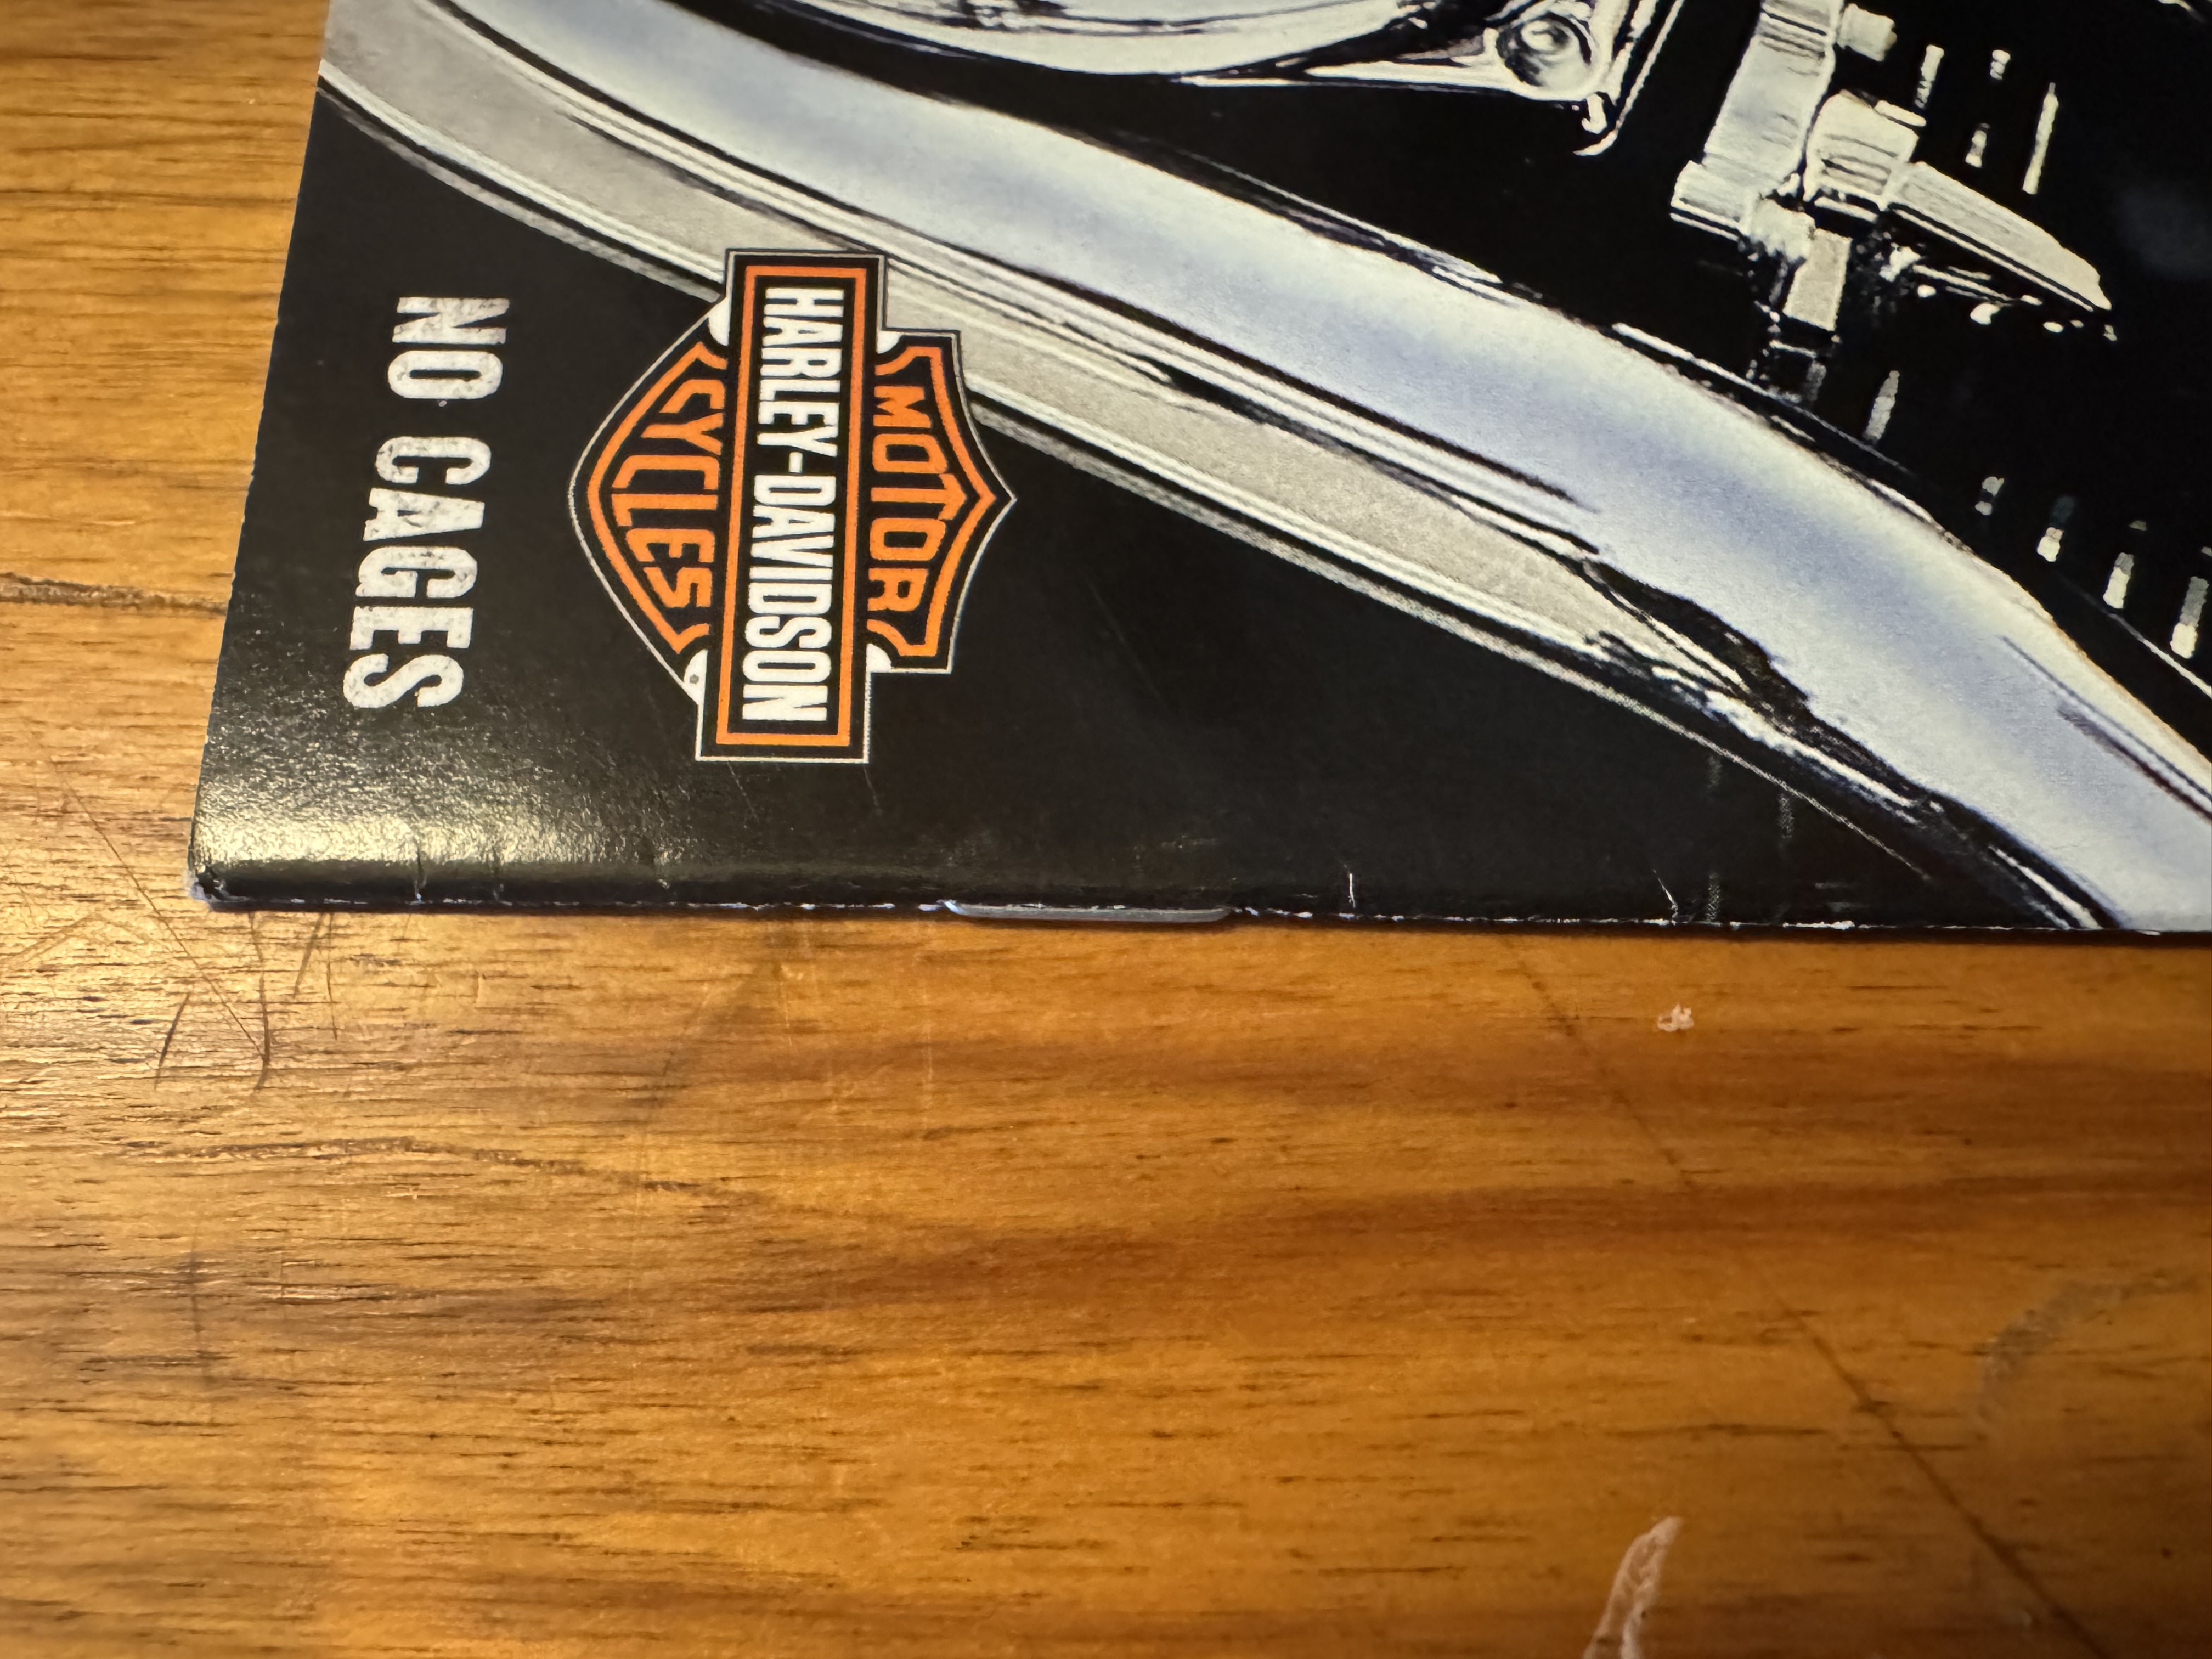 MOTOR
HARLEY-DAVIDSON
CYCLES
NO CAGES